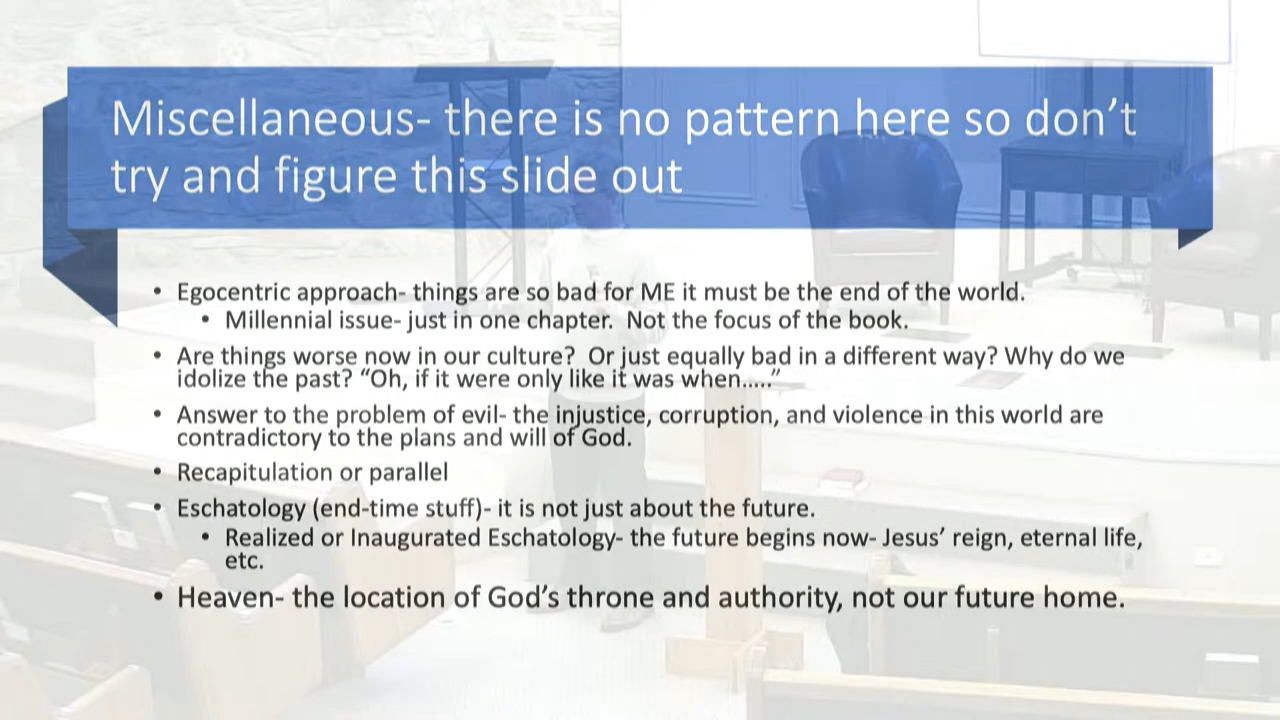 Miscellaneous- there is no pattern here so don’t
try and figure this slide out
• Egocentric approach- things are so bad for ME it must be the end of the world.
• Millennial issue- just in one chapter.  Not the focus of the book.
• Are things worse now in our culture?  Or just equally bad in a different way? Why do we
idolize the past? “Oh, if it were only like it was when.....”
• Answer to the problem of evil- the injustice, corruption, and violence in this world are
contradictory to the plans and will of God.
• Recapitulation or parallel
• Eschatology (end-time stuff)- it is not just about the future.
• Realized or Inaugurated Eschatology- the future begins now- Jesus’ reign, eternal life,
etc.
• Heaven- the location of God’s throne and authority, not our future home.